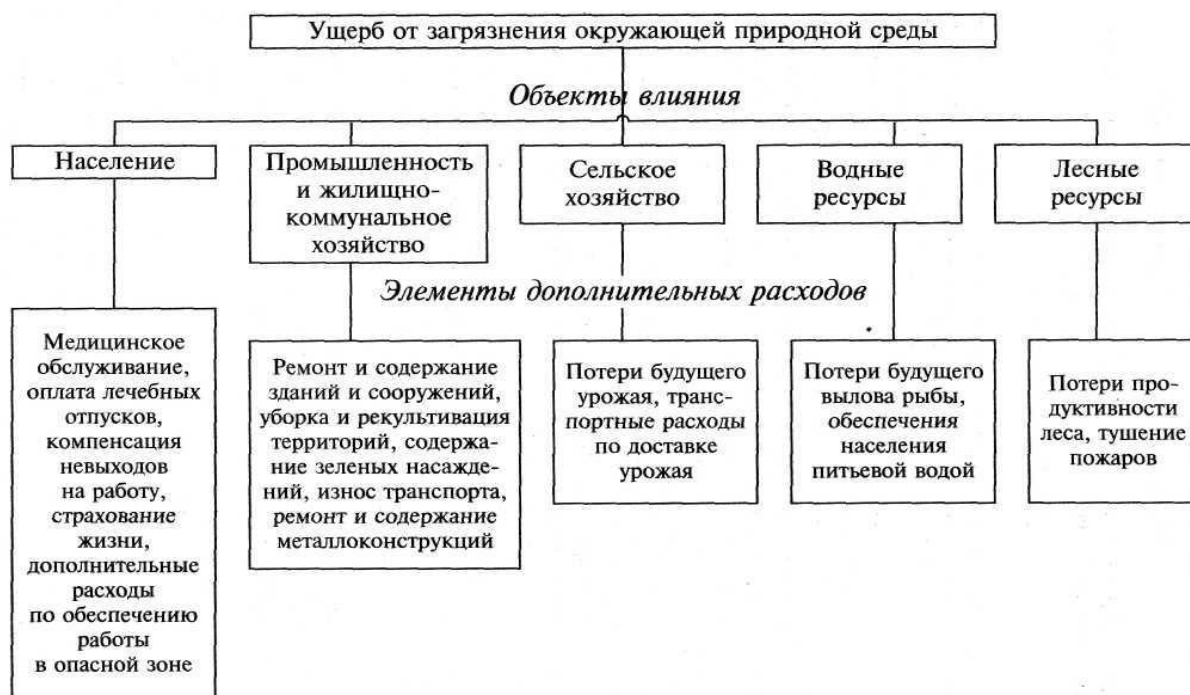 Ущерб от загрязнения окружающей природной среды
Объекты влияния
Население
Промышленность
и жилищно-
коммунальное
хозяйство
Сельское
хозяйство
Водные
ресурсы
Лесные
ресурсы
Элементы дополнительных расходов
Медицинское
обслуживание,
оплата лечебных
отпусков,
компенсация
невыходов
на работу,
страхование
жизни,
дополнительные
расходы
по обеспечению
работы
в опасной зоне
Ремонт и содержание
зданий и сооружений,
уборка и рекультивация
территорий, содержа-
ние зеленых насажде-
ний, износ транспорта,
ремонт и содержание
металлоконструкций
Потери будущего
урожая, транс-
портные расходы
по доставке
урожая
Потери будущего
вылова рыбы,
обеспечения
населения
питьевой водой
Потери про-
дуктивности
леса, тушение
пожаров